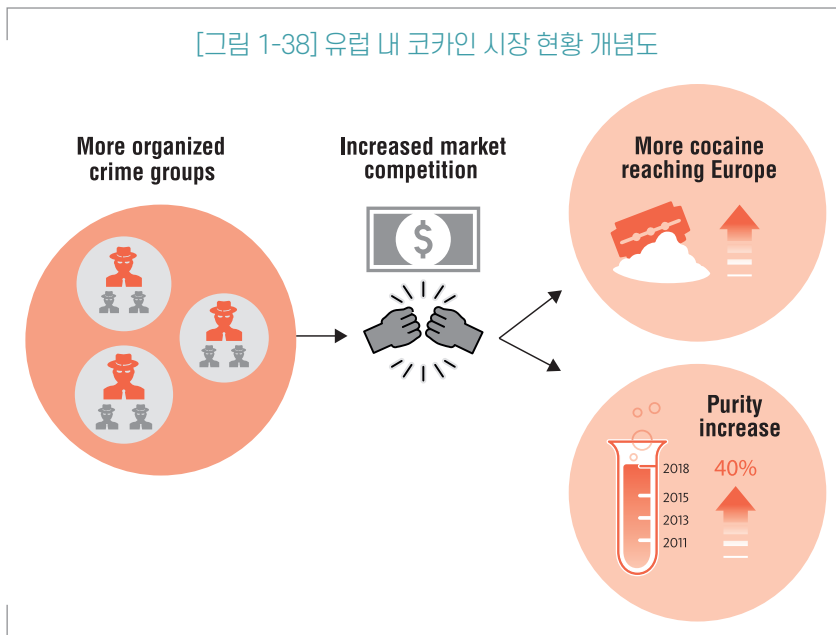 [그림 1-38] 유럽 내 코카인 시장 현황 개념도
More organized
crime groups
Increased market
competition
$
More cocaine
reaching Europe
Purity
increase
2018
40%
2015
2013
2011